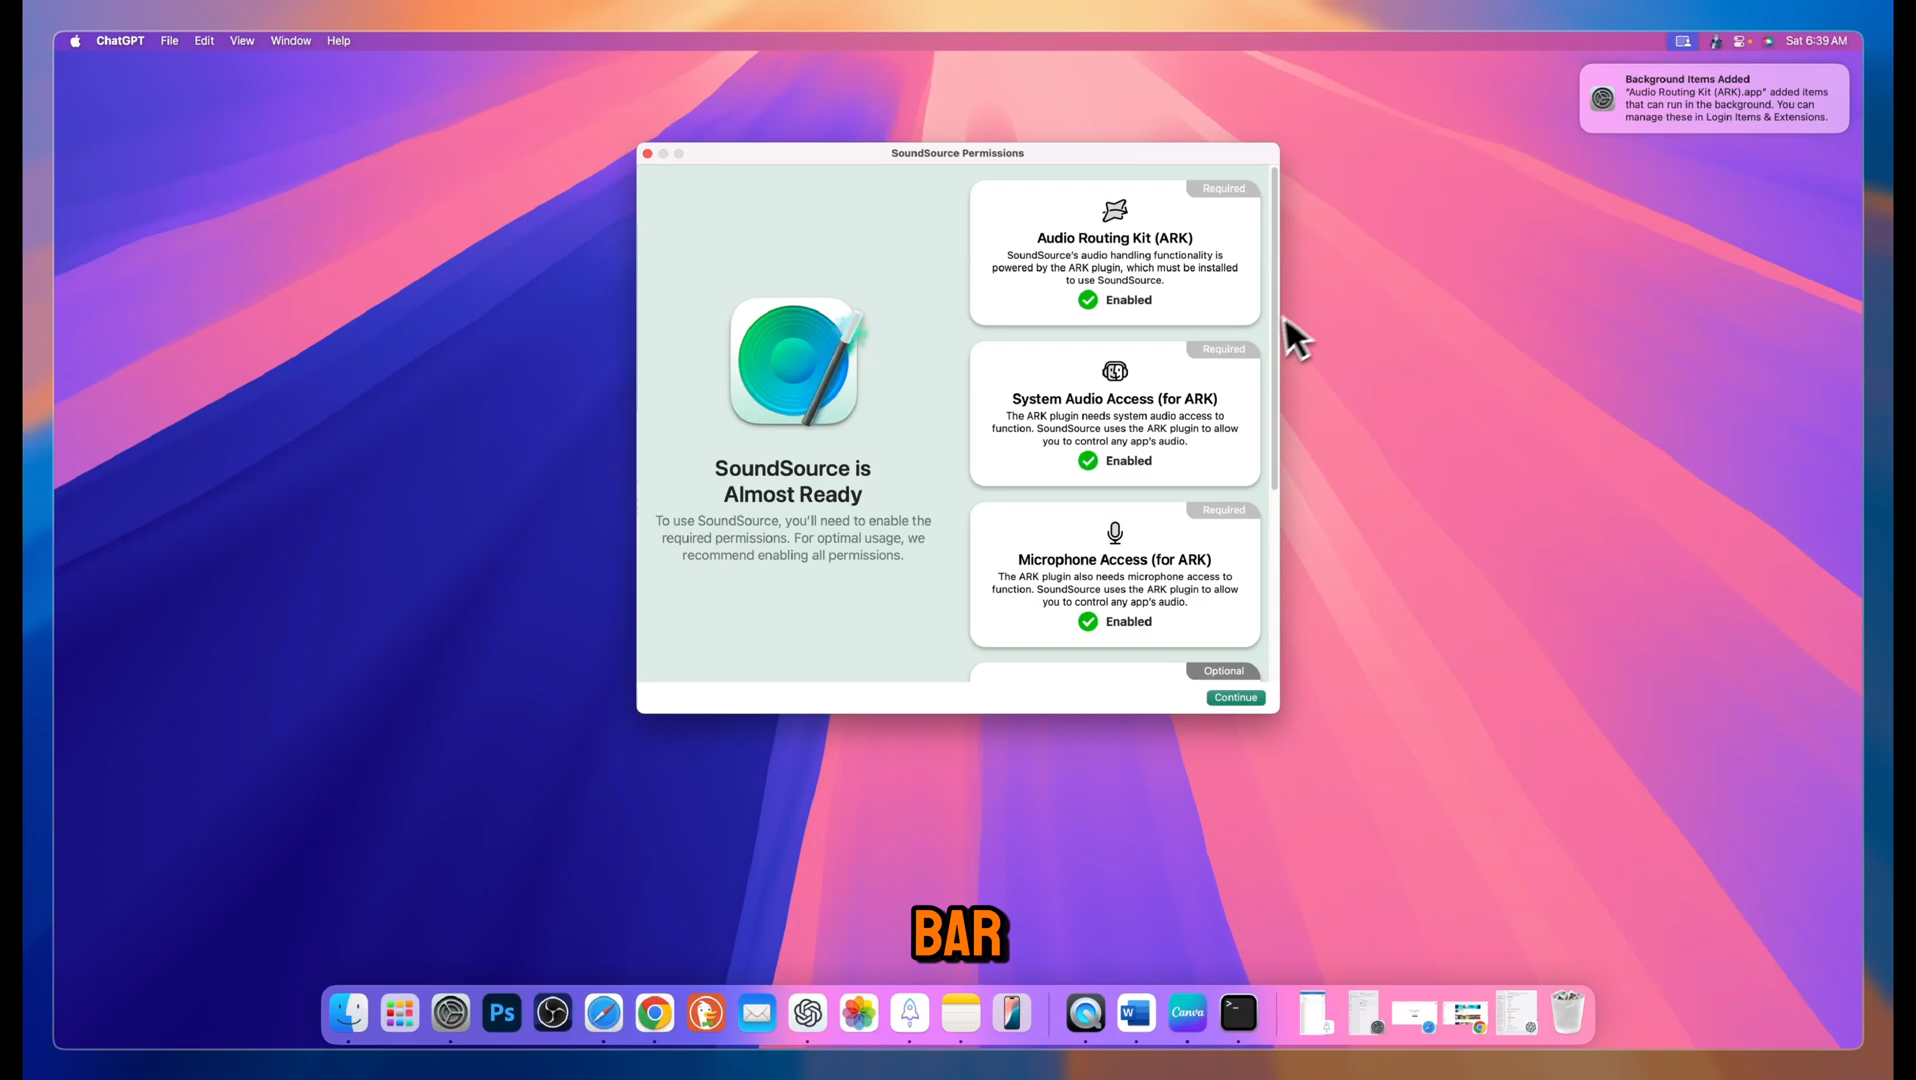 ChatGPT File Edit View Window Help
Sat 6:39 AM
Background Items Added
"Audio Routing Kit (ARK).app" added items
that can run in the background. You can
manage these in Login Items & Extensions.
SoundSource Permissions
SoundSource is
Almost Ready
To use SoundSource, you'll need to enable the
required permissions. For optimal usage, we
recommend enabling all permissions.
Required
Audio Routing Kit (ARK)
SoundSource's audio handling functionality is
powered by the ARK plugin, which must be installed
to use SoundSource.
Enabled
Required
System Audio Access (for ARK)
The ARK plugin needs system audio access to
function. SoundSource uses the ARK plugin to allow
you to control any app's audio.
Enabled
Required
Microphone Access (for ARK)
The ARK plugin also needs microphone access to
function. SoundSource uses the ARK plugin to allow
you to control any app's audio.
Enabled
Optional
Continue
BAR
Ps
W
Canva
>_